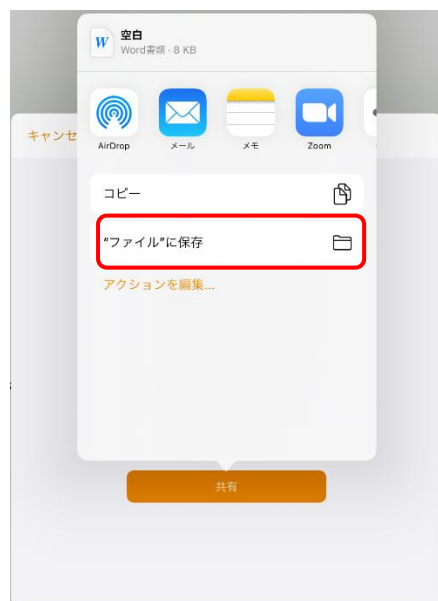 W
空白
Word書類 · 8 KB
キャンセ
AirDrop
メール
メモ
Zoom
コピー
"ファイル"に保存
アクションを編集...
共有